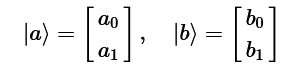 |a⟩ = [ a₀ a₁ ], |b⟩ = [ b₀ b₁ ]